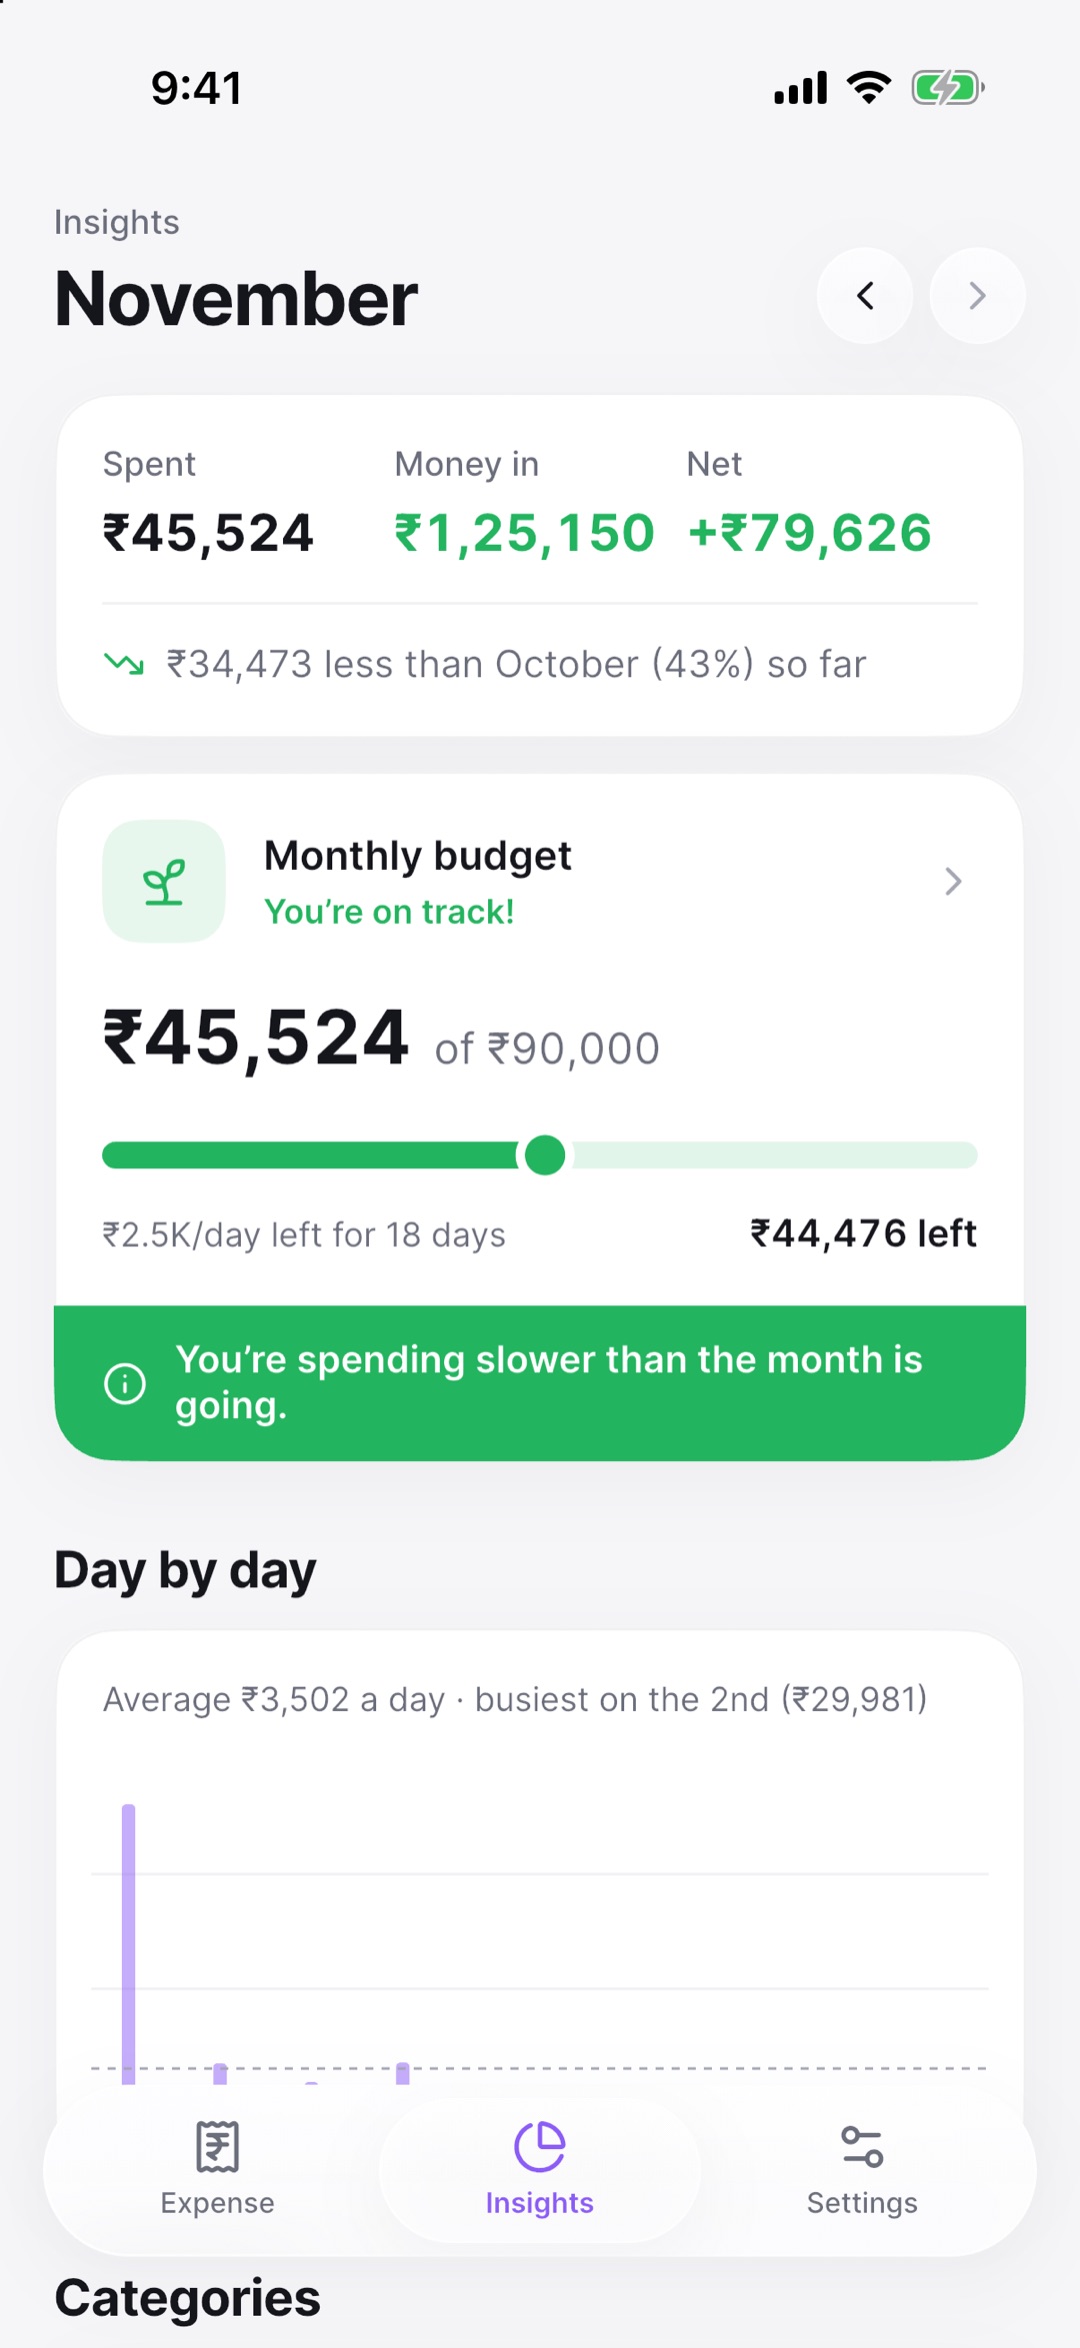 9:41
Insights
November
Spent
Money in
Net
₹45,524
₹1,25,150
+₹79,626
₹34,473 less than October (43%) so far
Monthly budget
You’re on track!
₹45,524 of ₹90,000
₹2.5K/day left for 18 days
₹44,476 left
You’re spending slower than the month is
going.
Day by day
Average ₹3,502 a day · busiest on the 2nd (₹29,981)
Expense
Insights
Settings
Categories